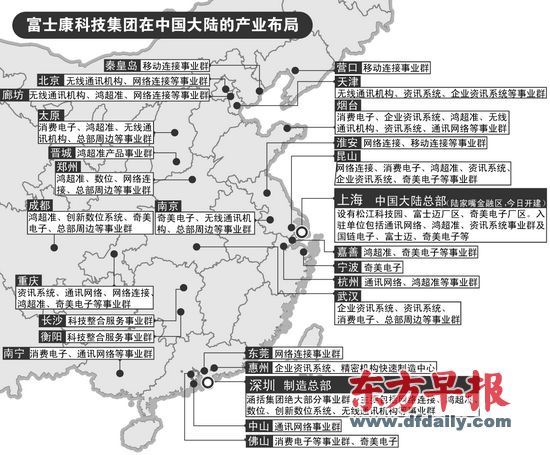 富士康科技集团在中国大陆的产业布局
秦皇岛 移动连接事业群
北京 无线通讯机构、网络连接等事业群
廊坊 无线通讯机构、鸿超准、网络连接等事业群
太原
消费电子、鸿超准、无线通
讯机构、总部周边等事业群
晋城 鸿超准产品事业群
郑州
鸿超准、数位、网络连
接、总部周边等事业群
成都
鸿超准、创新数位系统、奇美
电子、总部周边等事业群
南京
奇美电子、无线通讯机
构、总部周边等事业群
重庆
资讯系统、通讯网络、网络连接、
鸿超准、奇美电子等事业群
长沙 科技整合服务事业群
衡阳 科技整合服务事业群
南宁 消费电子、通讯网络等事业群
营口 移动连接事业群
天津
无线通讯机构、资讯系统、企业资讯系统等事业群
烟台
消费电子、企业资讯系统、鸿超准、无线
通讯机构、资讯系统、通讯网络等事业群
淮安 网络连接、移动连接等事业群
昆山
网络连接、消费电子、鸿超准、资讯系统、
企业资讯系统、奇美电子等事业群
上海 中国大陆总部(陆家嘴金融区,今日开建)
设有松江科技园、富士迈厂区、奇美电子厂区。入
驻单位包括通讯网络、鸿超准、资讯系统事业群及
国链电子、富士迈、奇美电子等
嘉善 鸿超准、奇美电子等事业群
宁波 奇美电子
杭州 通讯网络、鸿超准等事业群
武汉
企业资讯系统、资讯系统、
消费电子、总部周边等事业群
东莞 网络连接事业群
惠州 企业资讯系统、精密机构快速制造中心
深圳 制造总部
涵括集团绝大部分事业群,主要包括网络连接、鸿超准、
数位、创新数位系统、无线通讯机构等事业群
中山 通讯网络事业群
佛山 消费电子等事业群、奇美电子
东方早报
www.dfdaily.com